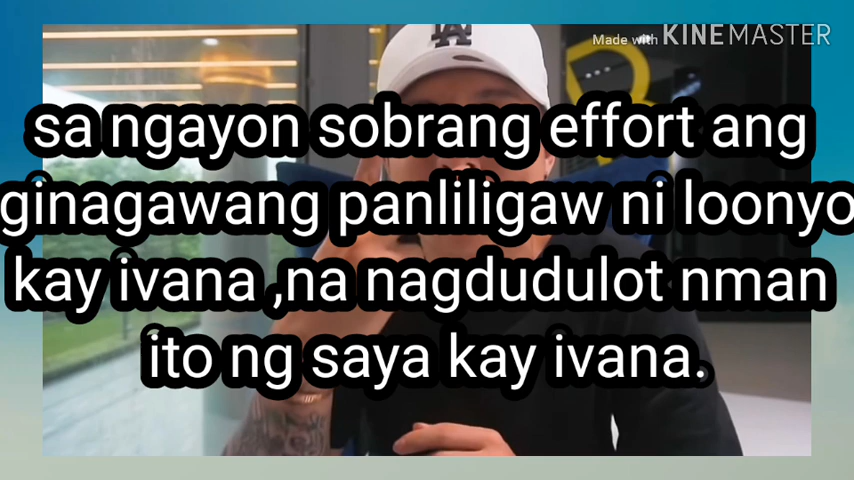 Made with KINEMASTER
LA
sa ngayon sobrang effort ang
ginagawang panliligaw ni loonyo
kay ivana ,na nagdudulot nman
ito ng saya kay ivana.